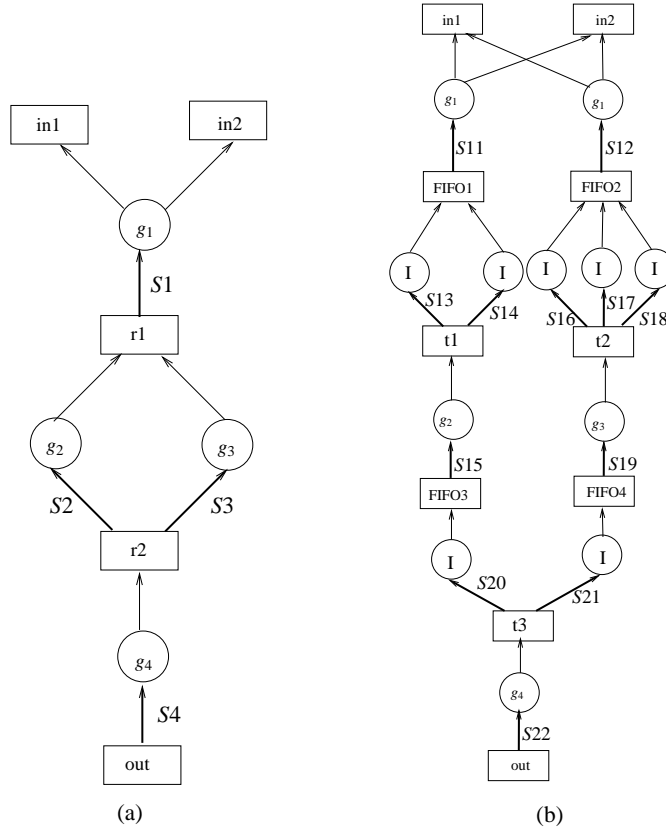 in1
in2
g1
S1
r1
g2
g3
S2
S3
r2
g4
S4
out
(a)
in1
in2
g1
g1
S11
S12
FIFO1
FIFO2
I
I
I
I
I
S13
S14
S16
S17
S18
t1
t2
g2
g3
S15
S19
FIFO3
FIFO4
I
I
S20
S21
t3
g4
S22
out
(b)